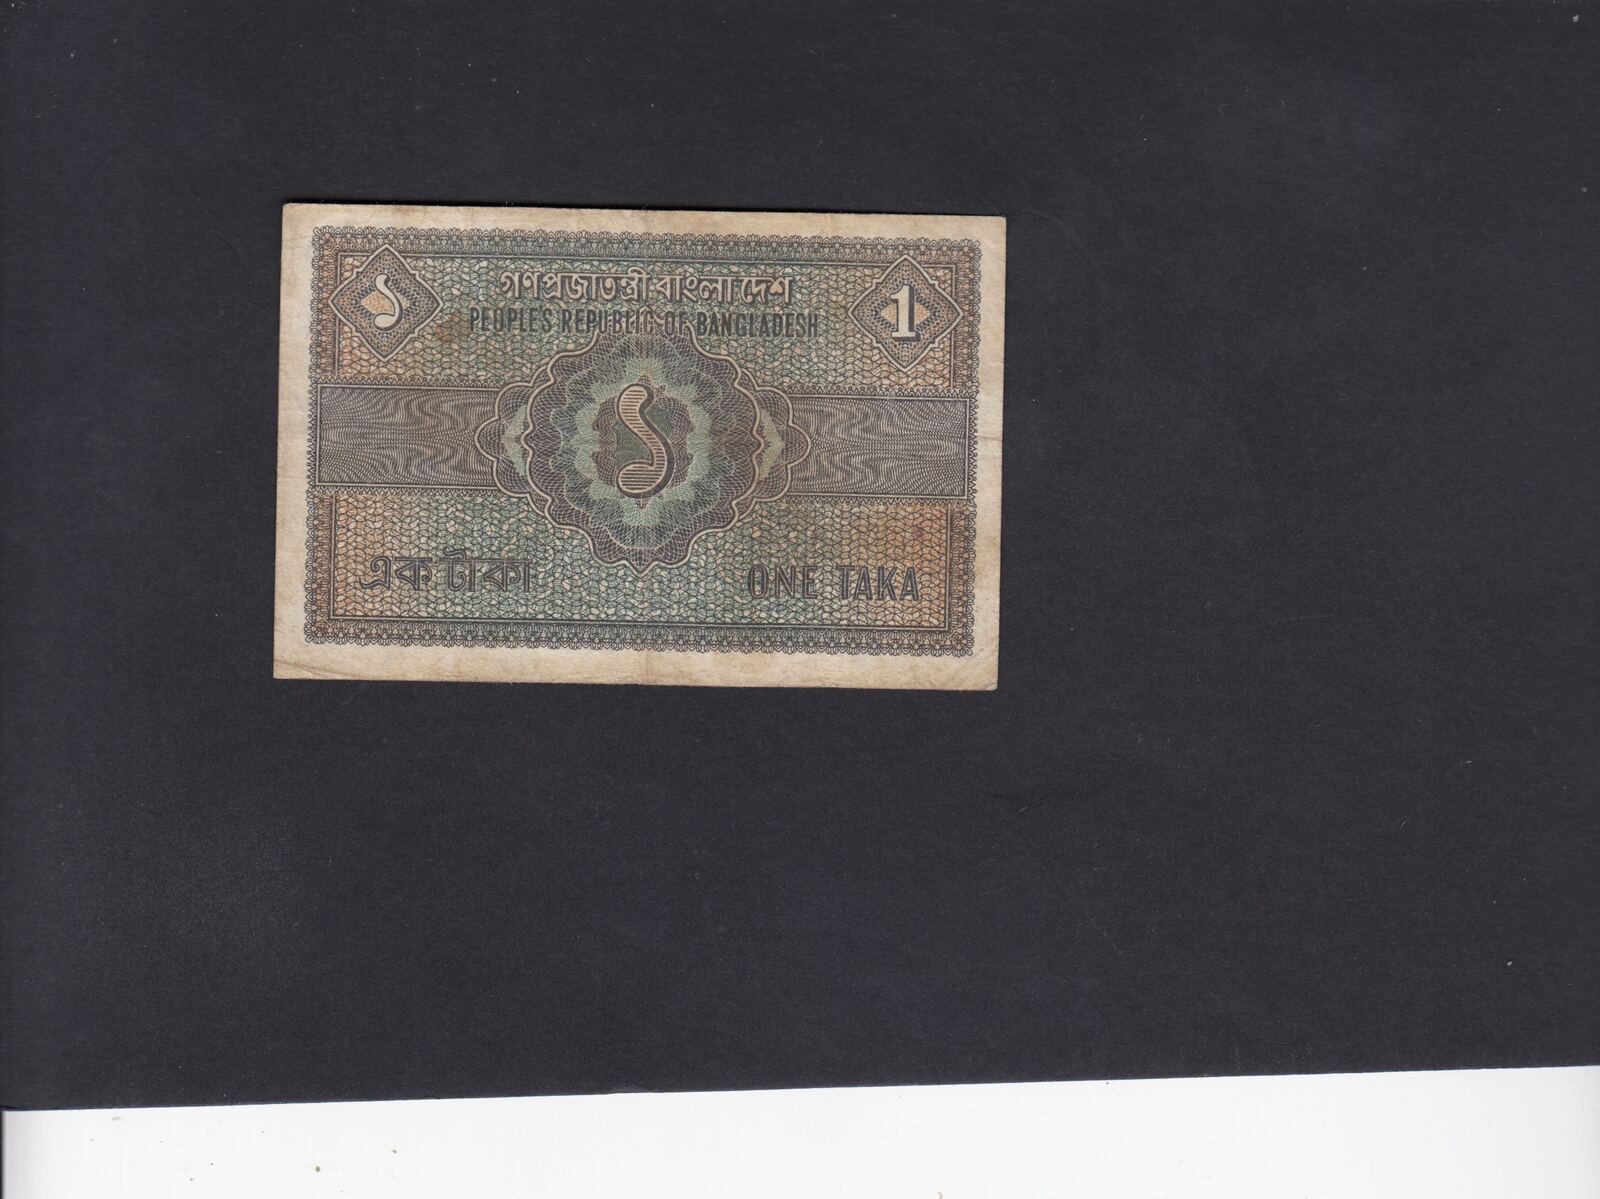 গণপ্রজাতন্ত্রী বাংলাদেশ
১ PEOPLE'S REPUBLIC OF BANGLADESH 1
১
এক টাকা ONE TAKA